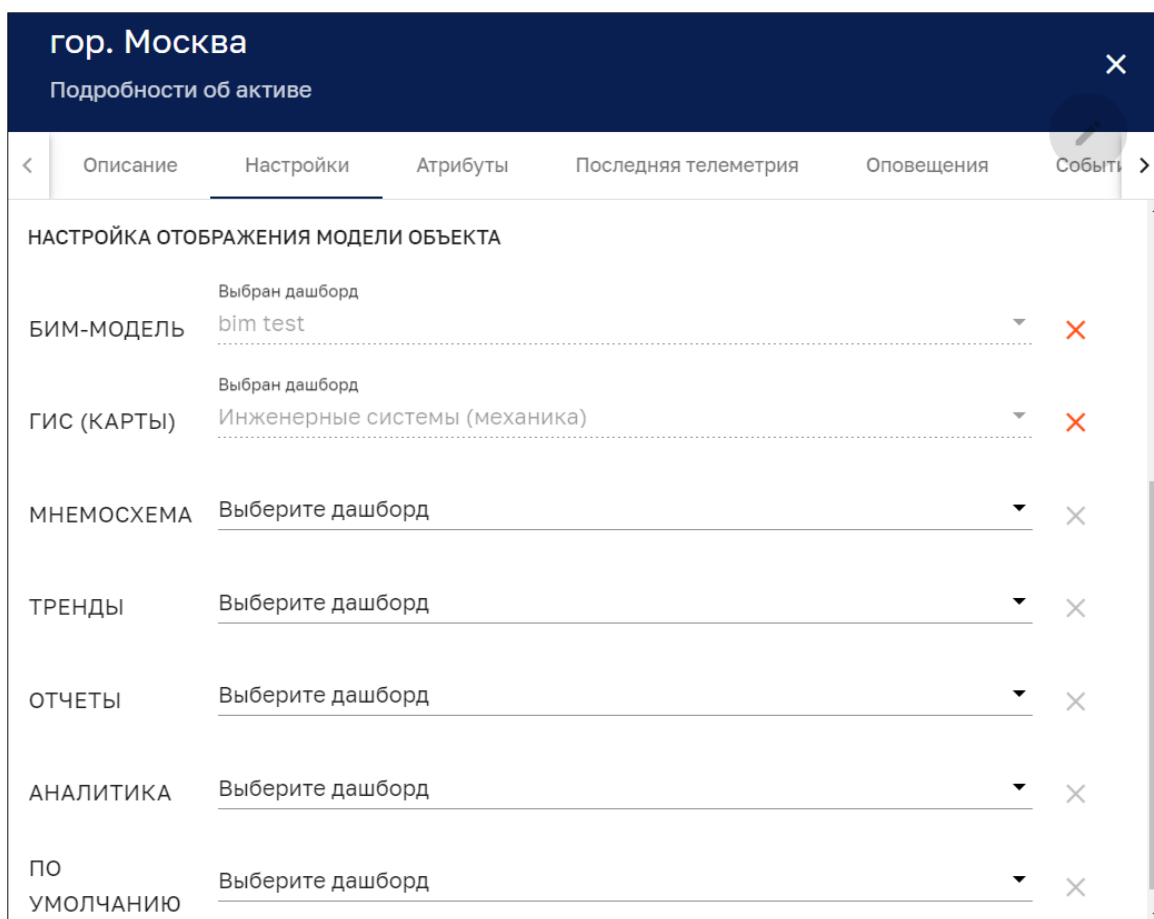 гор. Москва
Подробности об активе
Описание Настройки Атрибуты Последняя телеметрия Оповещения Событи
НАСТРОЙКА ОТОБРАЖЕНИЯ МОДЕЛИ ОБЪЕКТА
Выбран дашборд
БИМ-МОДЕЛЬ bim test
Выбран дашборд
ГИС (КАРТЫ) Инженерные системы (механика)
МНЕМОСХЕМА Выберите дашборд
ТРЕНДЫ Выберите дашборд
ОТЧЕТЫ Выберите дашборд
АНАЛИТИКА Выберите дашборд
ПО
УМОЛЧАНИЮ Выберите дашборд